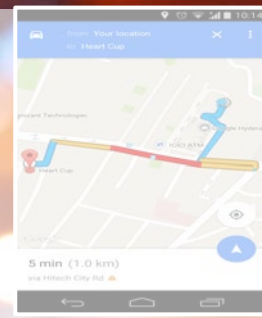 10:14
from Your location
to Heart Cup
ICICI ATM
Heart Cup
5 min (1.0 km)
via Hitech City Rd